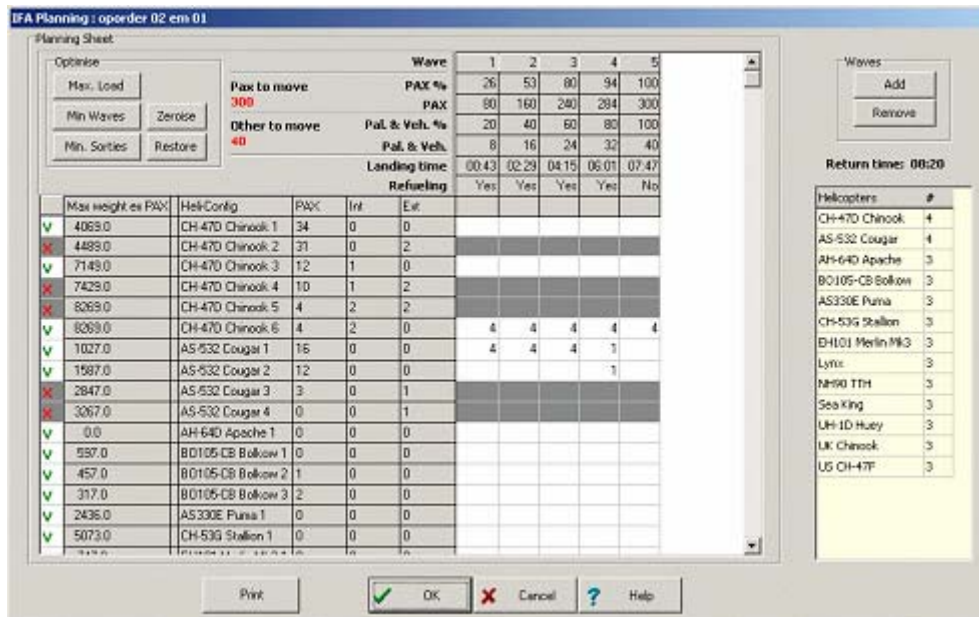 IFA Planning : oporder 02 em 01
Planning Sheet
Optimise
Max. Load
Min Waves
Zeroise
Min. Sorties
Restore
Pax to move
300
Other to move
40
Wave 1 2 3 4 5
PAX % 26 53 80 94 100
PAX 80 160 240 284 300
Pal. & Veh. % 20 40 60 80 100
Pal. & Veh. 8 16 24 32 40
Landing time 00:43 02:29 04:15 06:01 07:47
Refueling Yes Yes Yes Yes No
Max weight ex PAX Heli-Config PAX Int Ext
V 4069.0 CH-47D Chinook 1 34 0 0
X 4489.0 CH-47D Chinook 2 31 0 2
V 7149.0 CH-47D Chinook 3 12 1 0
X 7429.0 CH-47D Chinook 4 10 1 2
X 8269.0 CH-47D Chinook 5 4 2 2
V 8269.0 CH-47D Chinook 6 4 2 0 4 4 4 4 4
V 1027.0 AS-532 Cougar 1 16 0 0 4 4 4 1
V 1587.0 AS-532 Cougar 2 12 0 0 1
X 2847.0 AS-532 Cougar 3 3 0 1
X 3267.0 AS-532 Cougar 4 0 0 1
V 0.0 AH-64D Apache 1 0 0 0
V 597.0 BO105-CB Bolkow 1 0 0 0
V 457.0 BO105-CB Bolkow 2 1 0 0
V 317.0 BO105-CB Bolkow 3 2 0 0
V 2436.0 AS330E Puma 1 0 0 0
V 5073.0 CH-53G Stallion 1 0 0 0
Waves
Add
Remove
Return time: 08:20
Helicopters #
CH-47D Chinook 4
AS-532 Cougar 4
AH-64D Apache 3
BO105-CB Bolkow 3
AS330E Puma 3
CH-53G Stallion 3
EH101 Merlin Mk3 3
Lynx 3
NH90 TTH 3
Sea King 3
UH-1D Huey 3
UK Chinook 3
US CH-47F 3
Print
OK
Cancel
? Help